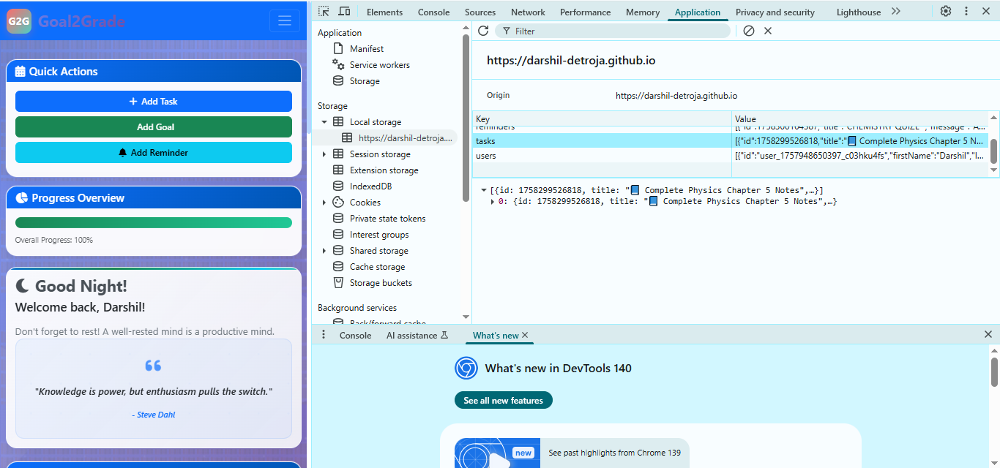 G2G Goal2Grade
Quick Actions
+ Add Task
Add Goal
Add Reminder
Progress Overview
Overall Progress: 100%
Good Night!
Welcome back, Darshil!
Don't forget to rest! A well-rested mind is a productive mind.
"Knowledge is power, but enthusiasm pulls the switch."
- Steve Dahl
Elements Console Sources Network Performance Memory Application Privacy and security Lighthouse
Application
Manifest
Service workers
Storage
Storage
Local storage
https://darshil-detroja....
Session storage
Extension storage
IndexedDB
Cookies
Private state tokens
Interest groups
Shared storage
Cache storage
Storage buckets
Background services
Back/forward cache
Filter
https://darshil-detroja.github.io
Origin https://darshil-detroja.github.io
Key Value
reminders
tasks [{"id":1758299526818,"title":"📘 Complete Physics Chapter 5 N...
users [{"id":"user_1757948650397_c03hku4fs","firstName":"Darshil","l...
[{id: 1758299526818, title: "📘 Complete Physics Chapter 5 Notes",…}]
0: {id: 1758299526818, title: "📘 Complete Physics Chapter 5 Notes",…}
Console AI assistance What's new
What's new in DevTools 140
See all new features
new
See past highlights from Chrome 139